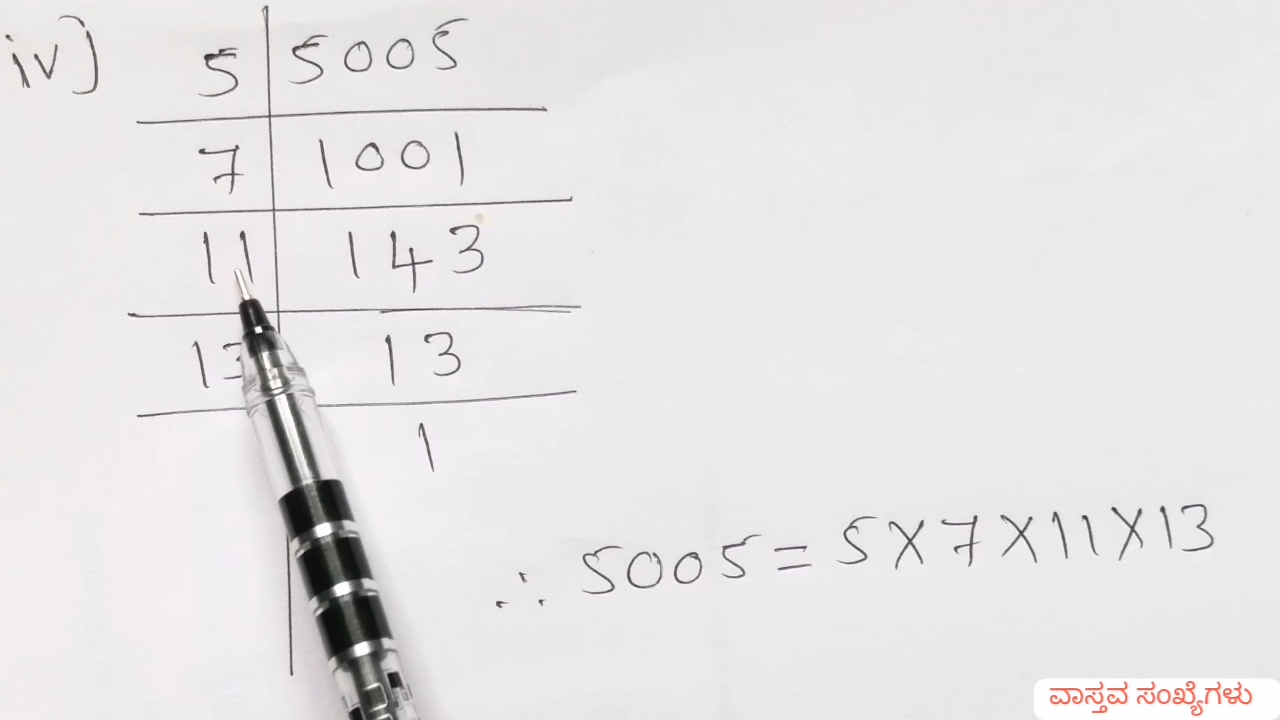 iv) 5 | 5005
7 | 1001
11 | 143
13 | 13
1
∴ 5005 = 5 X 7 X 11 X 13
ವಾಸ್ತವ ಸಂಖ್ಯೆಗಳು